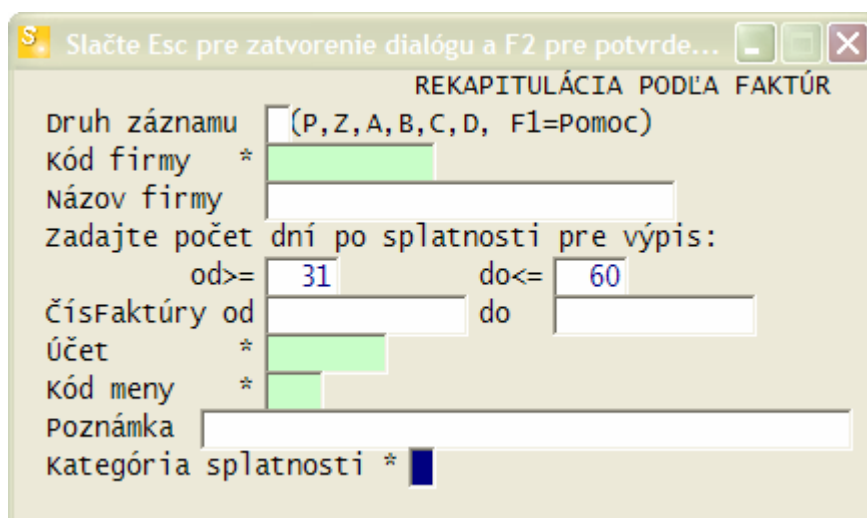 S
Slačte Esc pre zatvorenie dialógu a F2 pre potvrde...
REKAPITULÁCIA PODĽA FAKTÚR
Druh záznamu (P,Z,A,B,C,D, F1=Pomoc)
Kód firmy *
Názov firmy
Zadajte počet dní po splatnosti pre výpis:
od>= 31 do<= 60
čísFaktúry od do
Účet *
Kód meny *
Poznámka
Kategória splatnosti *